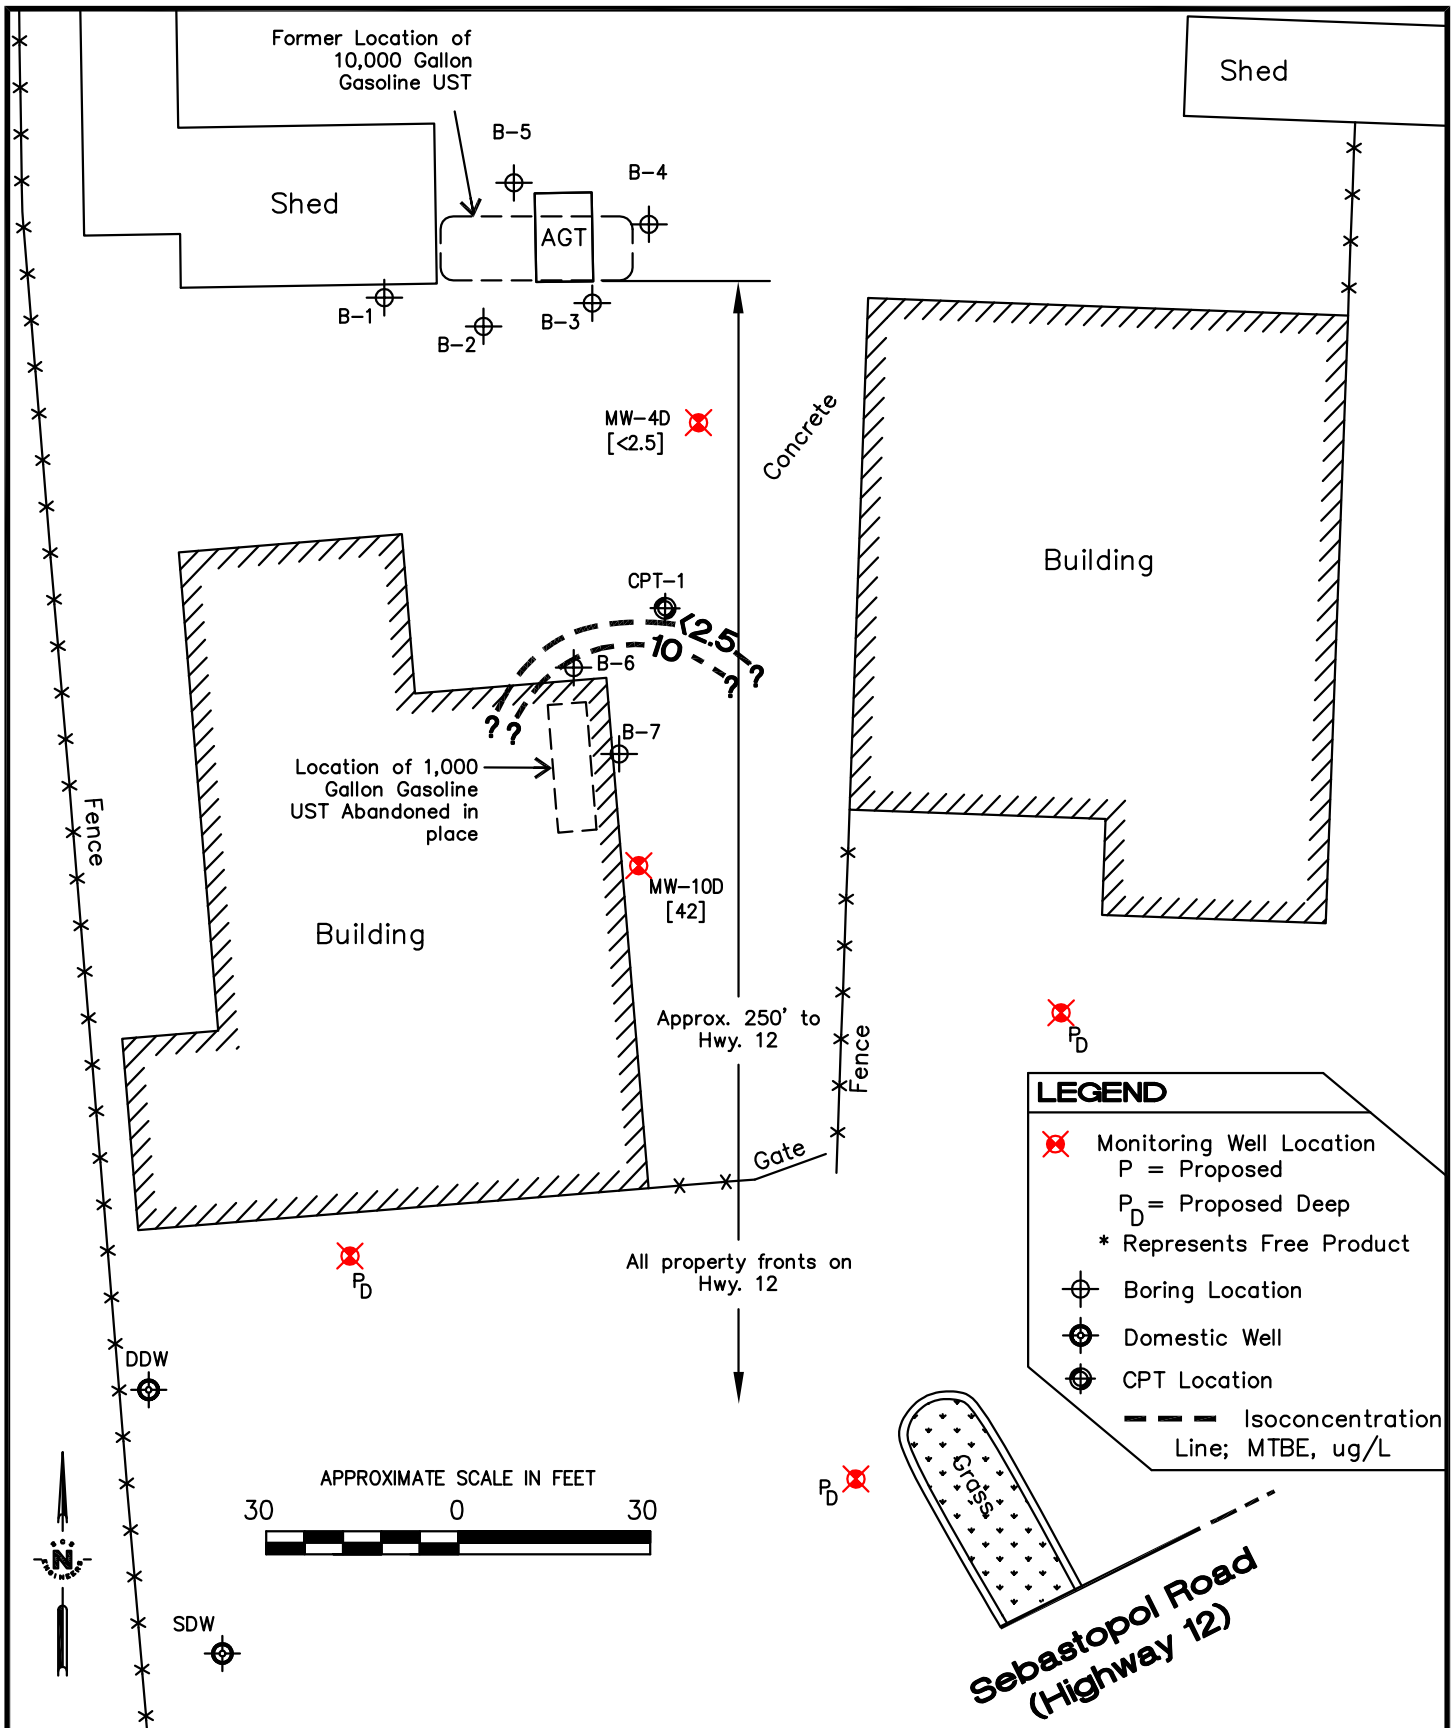 Former Location of
10,000 Gallon
Gasoline UST
Shed
B-5
B-4
Shed
AGT
B-1
B-3
B-2
MW-4D
[<2.5]
Concrete
Building
CPT-1
<2.5
10
B-6
?
?
? ?
B-7
Location of 1,000
Gallon Gasoline
UST Abandoned in
place
Fence
MW-10D
[42]
Building
Approx. 250' to
Hwy. 12
Fence
PD
LEGEND
Monitoring Well Location
P = Proposed
PD = Proposed Deep
* Represents Free Product
Boring Location
Domestic Well
CPT Location
Isoconcentration
Line; MTBE, ug/L
Gate
All property fronts on
Hwy. 12
PD
DDW
Grass
APPROXIMATE SCALE IN FEET
30 0 30
PD
SCS
N
ENGINEERS
SDW
Sebastopol Road
(Highway 12)